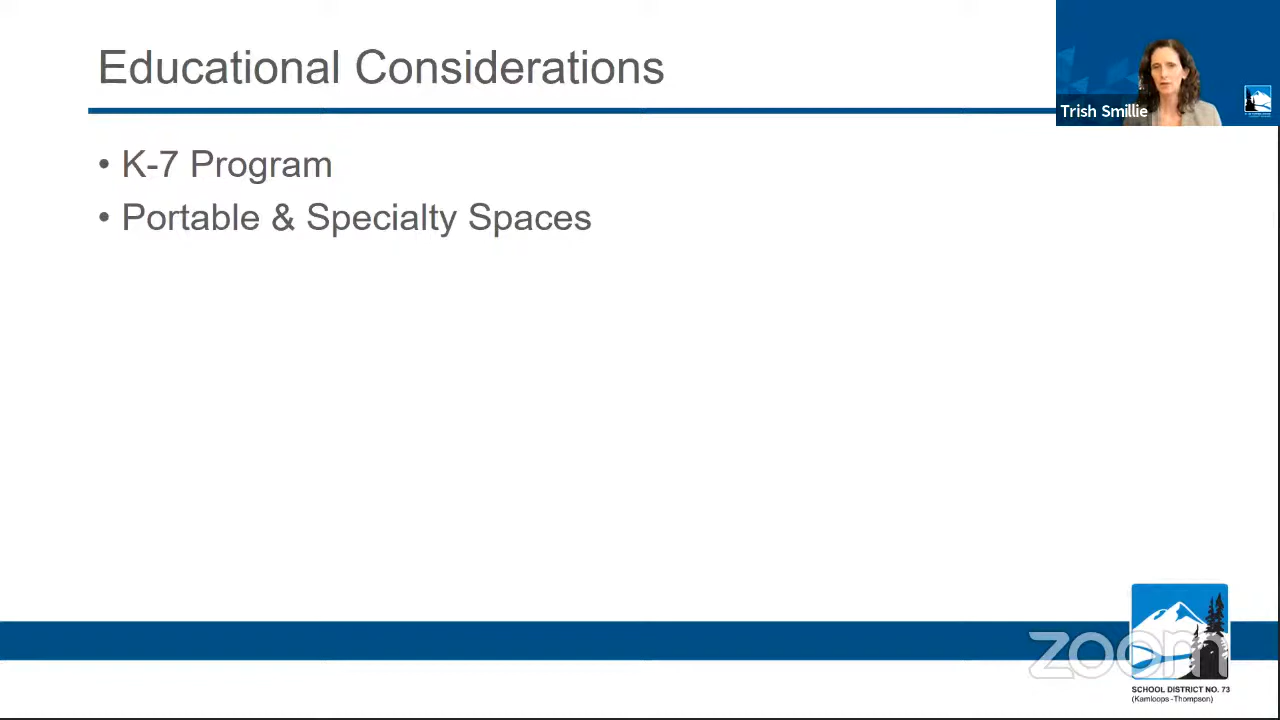 Educational Considerations
Trish Smillie
• K-7 Program
• Portable & Specialty Spaces
zoom
SCHOOL DISTRICT NO. 73
(Kamloops -Thompson)